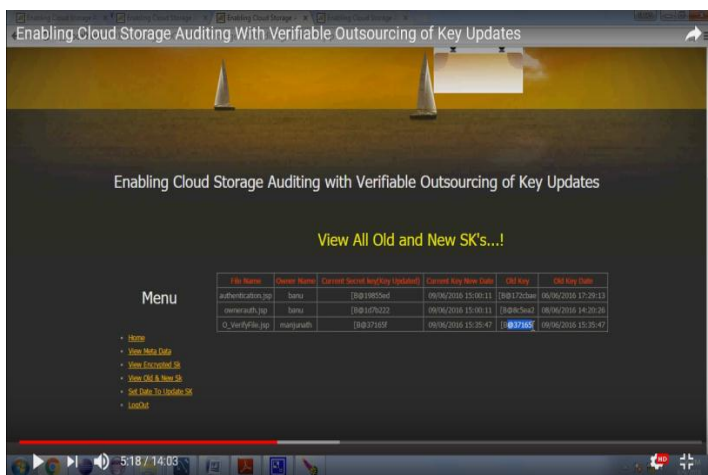 Enabling Cloud Storage Auditing With Verifiable Outsourcing of Key Updates
Enabling Cloud Storage Auditing with Verifiable Outsourcing of Key Updates
View All Old and New SK's...!
Menu
Home
View Meta Data
View Encrypted Sk
View Old & New Sk
Set Date To Update SK
LogOut
File Name Owner Name Current Secret key(Key Updated) Current Key New Date Old Key Old Key Date
authentication.jsp banu [B@19855ed 09/06/2016 15:00:11 [B@172cbae 06/06/2016 17:29:13
ownerauth.jsp banu [B@1d7b222 09/06/2016 15:00:11 [B@8c5ea2 08/06/2016 14:20:26
O_VerifyFile.jsp manjunath [B@37165f 09/06/2016 15:35:47 [B@37165f 09/06/2016 15:35:47
5:18 / 14:03
HD